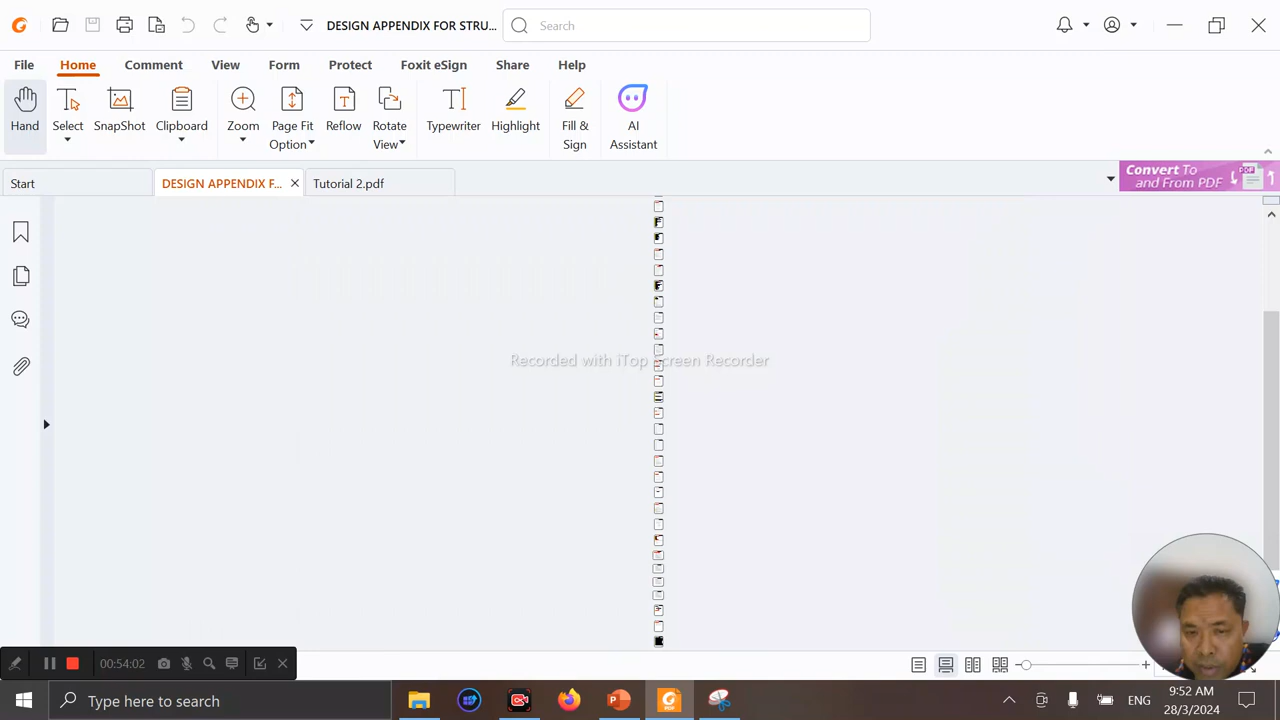 DESIGN APPENDIX FOR STRU...
Search
File
Home
Comment
View
Form
Protect
Foxit eSign
Share
Help
Hand
Select
SnapShot
Clipboard
Zoom
Page Fit
Option
Reflow
Rotate
View
Typewriter
Highlight
Fill &
Sign
AI
Assistant
Start
DESIGN APPENDIX F...
Tutorial 2.pdf
Convert To
and From PDF
PDF
Recorded with iTop Screen Recorder
00:54:02
Type here to search
ENG
9:52 AM
28/3/2024